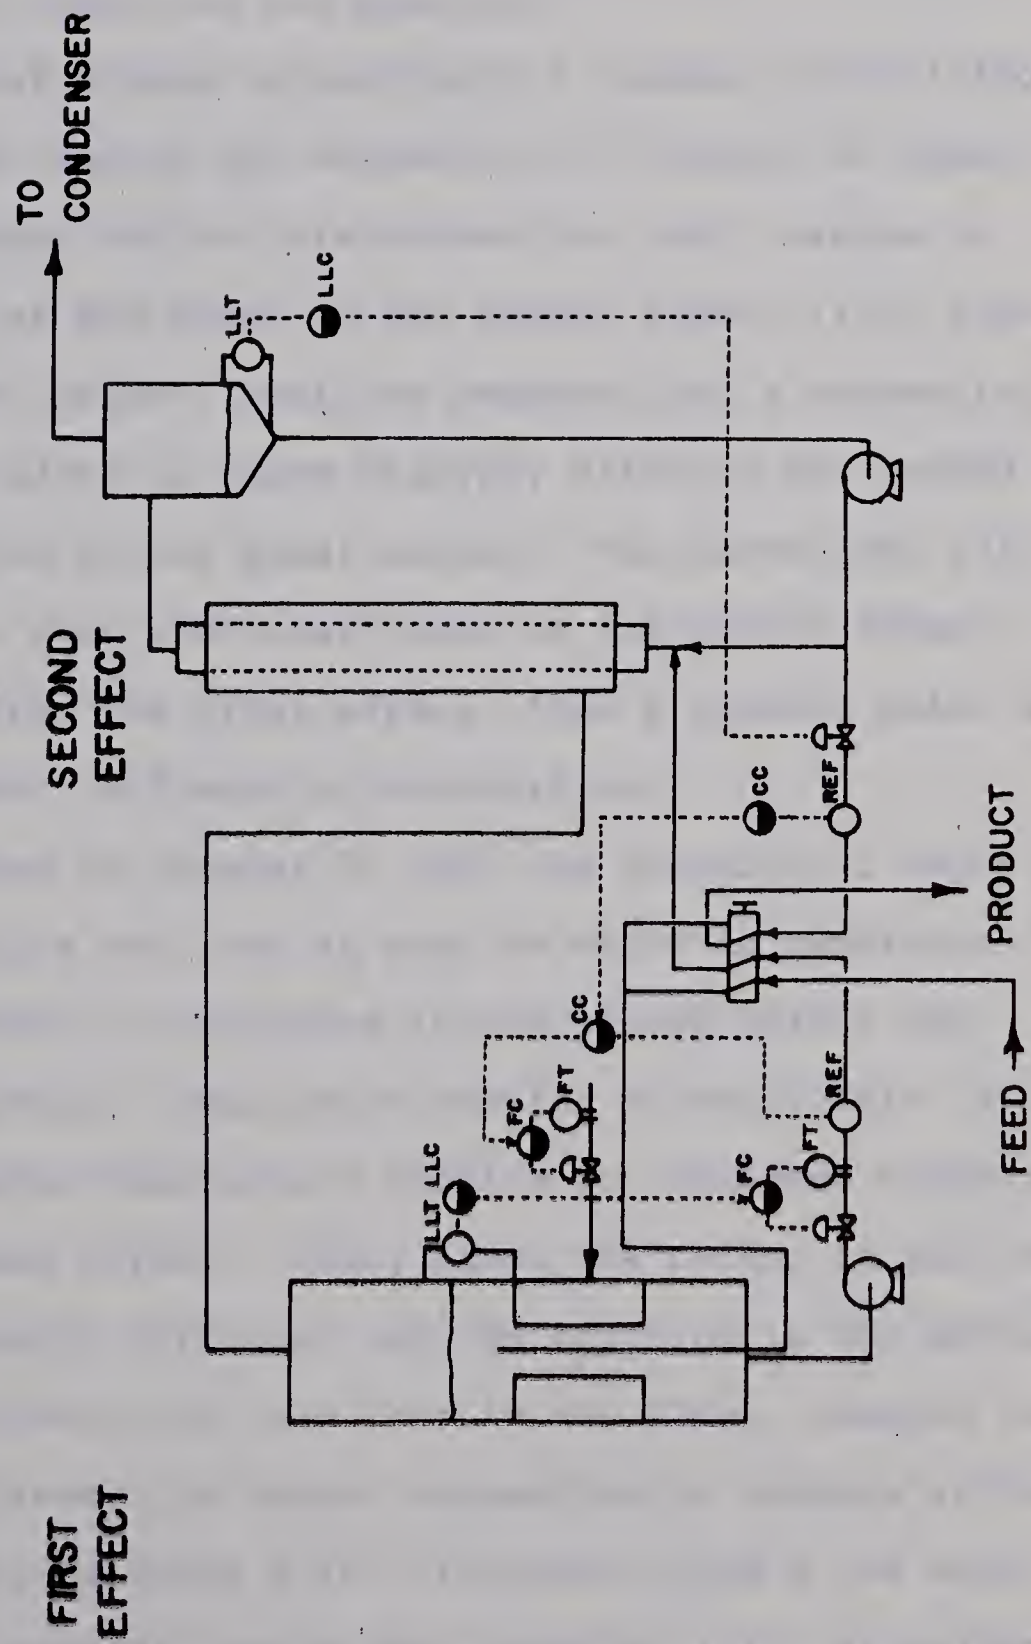 FIRST
EFFECT
SECOND
EFFECT
TO
CONDENSER
LLT
LLC
LLT
LLC
FC
FT
CC
CC
FC
FT
REF
REF
FEED
PRODUCT